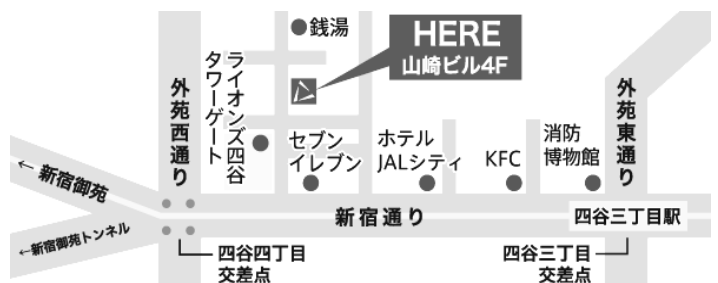 銭湯
HERE
山崎ビル4F
外苑西通り
ライオンズ四谷
タワーゲート
セブン
イレブン
ホテル
JALシティ
KFC
消防
博物館
外苑東通り
← 新宿御苑
新宿通り
四谷三丁目駅
←新宿御苑トンネル
四谷四丁目
交差点
四谷三丁目
交差点